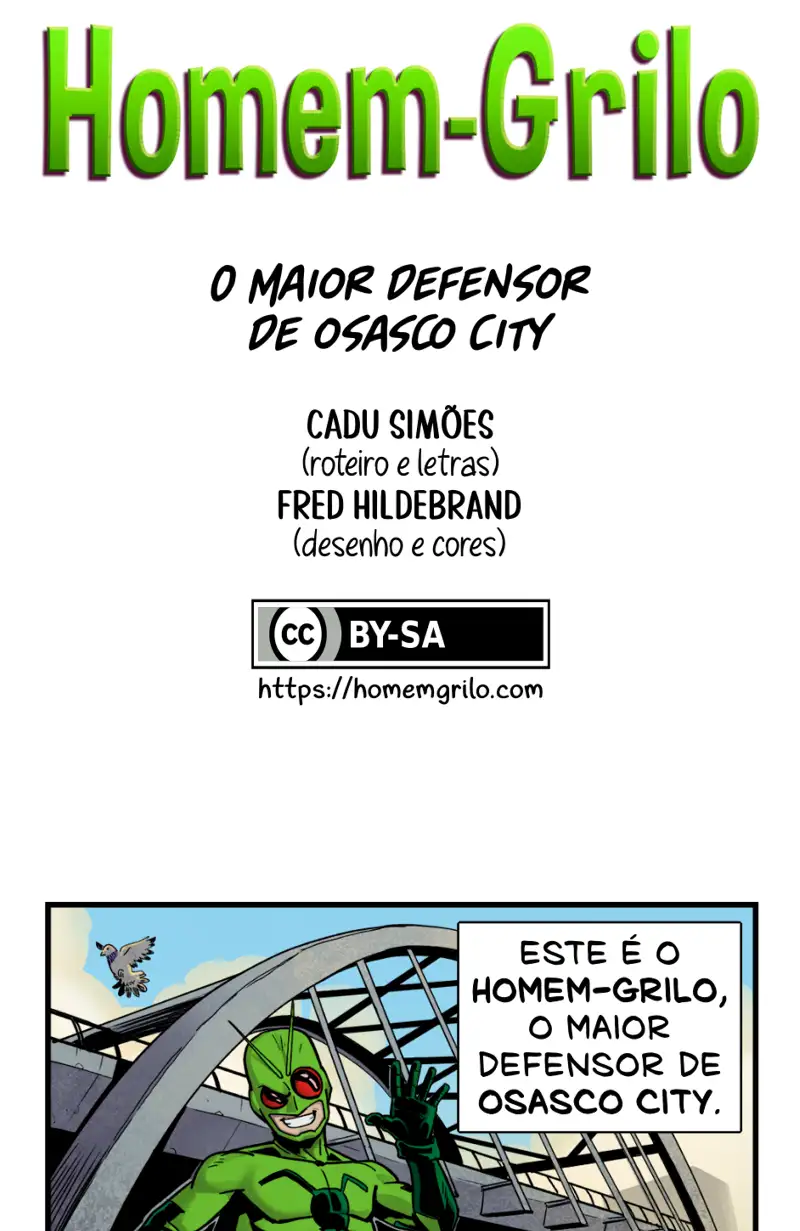 Homem-Grilo
O MAIOR DEFENSOR
DE OSASCO CITY
CADU SIMÕES
(roteiro e letras)
FRED HILDEBRAND
(desenho e cores)
CC BY-SA
https://homemgrilo.com
ESTE É O
HOMEM-GRILO,
O MAIOR
DEFENSOR DE
OSASCO CITY.